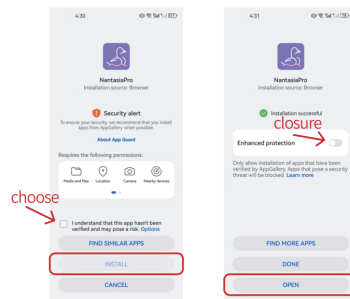 4:30
NantasiaPro
Installation source: Browser
Security alert
To ensure your security, we recommend that you install
apps from AppGallery when possible.
About App Guard
Requires the following permissions:
Media and files
Location
Camera
Nearby devices
choose
I understand that this app hasn't been
verified and may pose a risk. Options
FIND SIMILAR APPS
INSTALL
CANCEL
4:31
NantasiaPro
Installation source: Browser
Installation successful
closure
Enhanced protection
Only allow installation of apps that have been
verified by AppGallery. Apps that pose a security
threat will be blocked. Learn more
FIND MORE APPS
DONE
OPEN